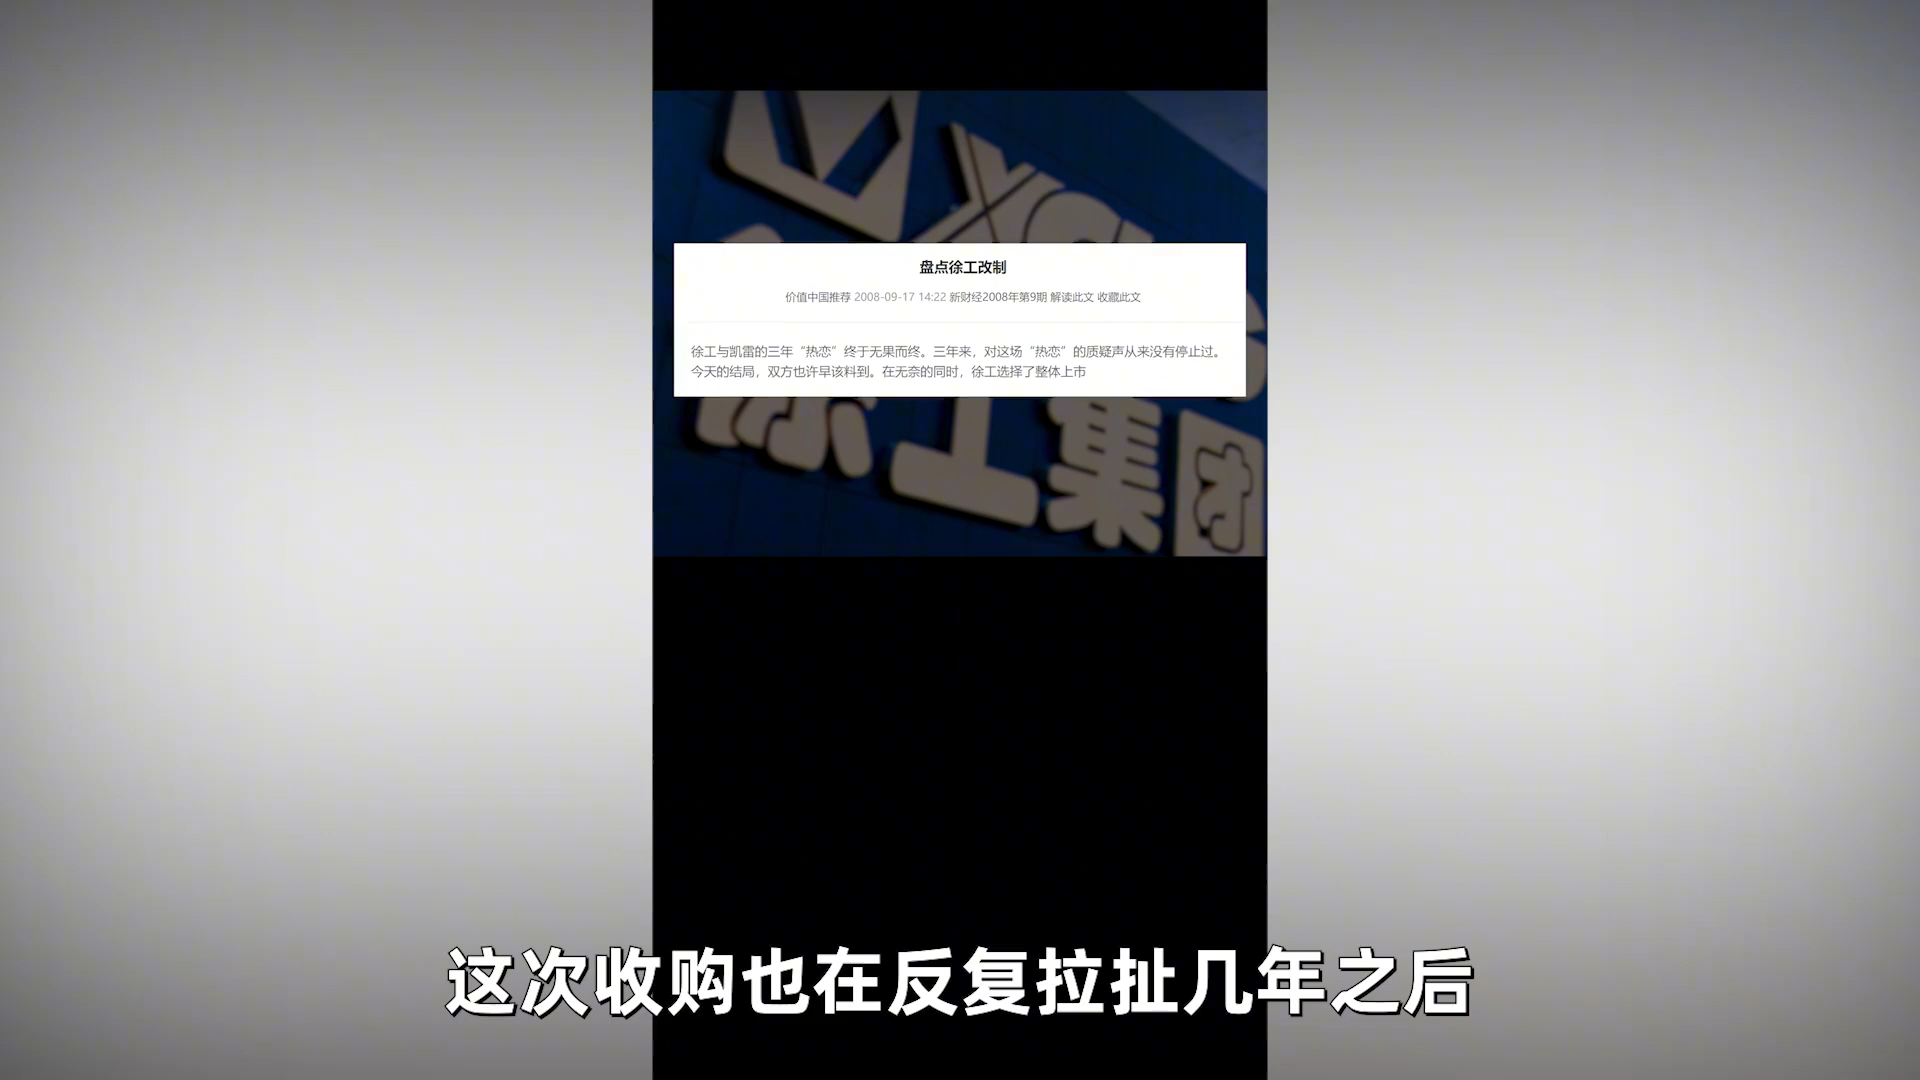 XC
盘点徐工改制
价值中国推荐 2008-09-17 14:22 新财经2008年第9期 解读此文 收藏此文
徐工与凯雷的三年“热恋”终于无果而终。三年来，对这场“热恋”的质疑声从来没有停止过。
今天的结局，双方也许早该料到。在无奈的同时，徐工选择了整体上市
徐工集团
这次收购也在反复拉扯几年之后